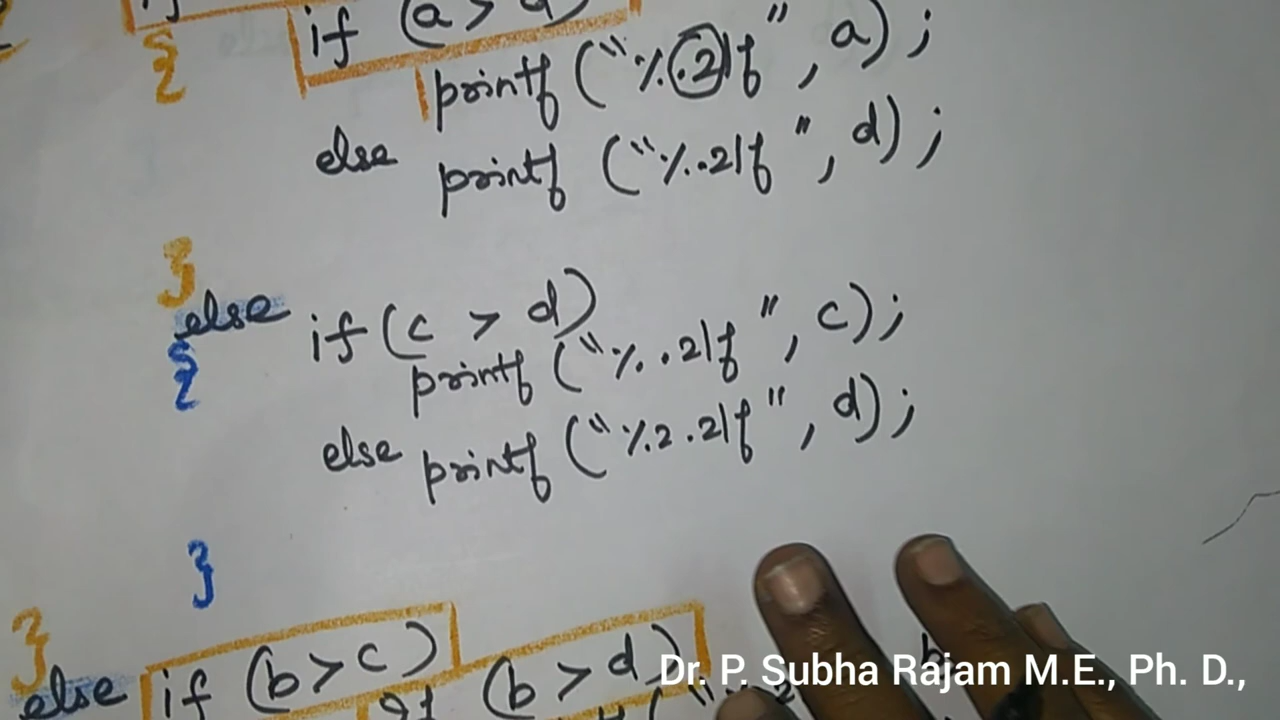 { if (a > d)
printf ("%.2lf", a);
else printf ("%.2lf", d);
}
else
{ if (c > d)
printf ("%.2lf", c);
else printf ("%2.2lf", d);
}
}
else if (b > c)
if (b > d)
Dr. P. Subha Rajam M.E., Ph. D.,